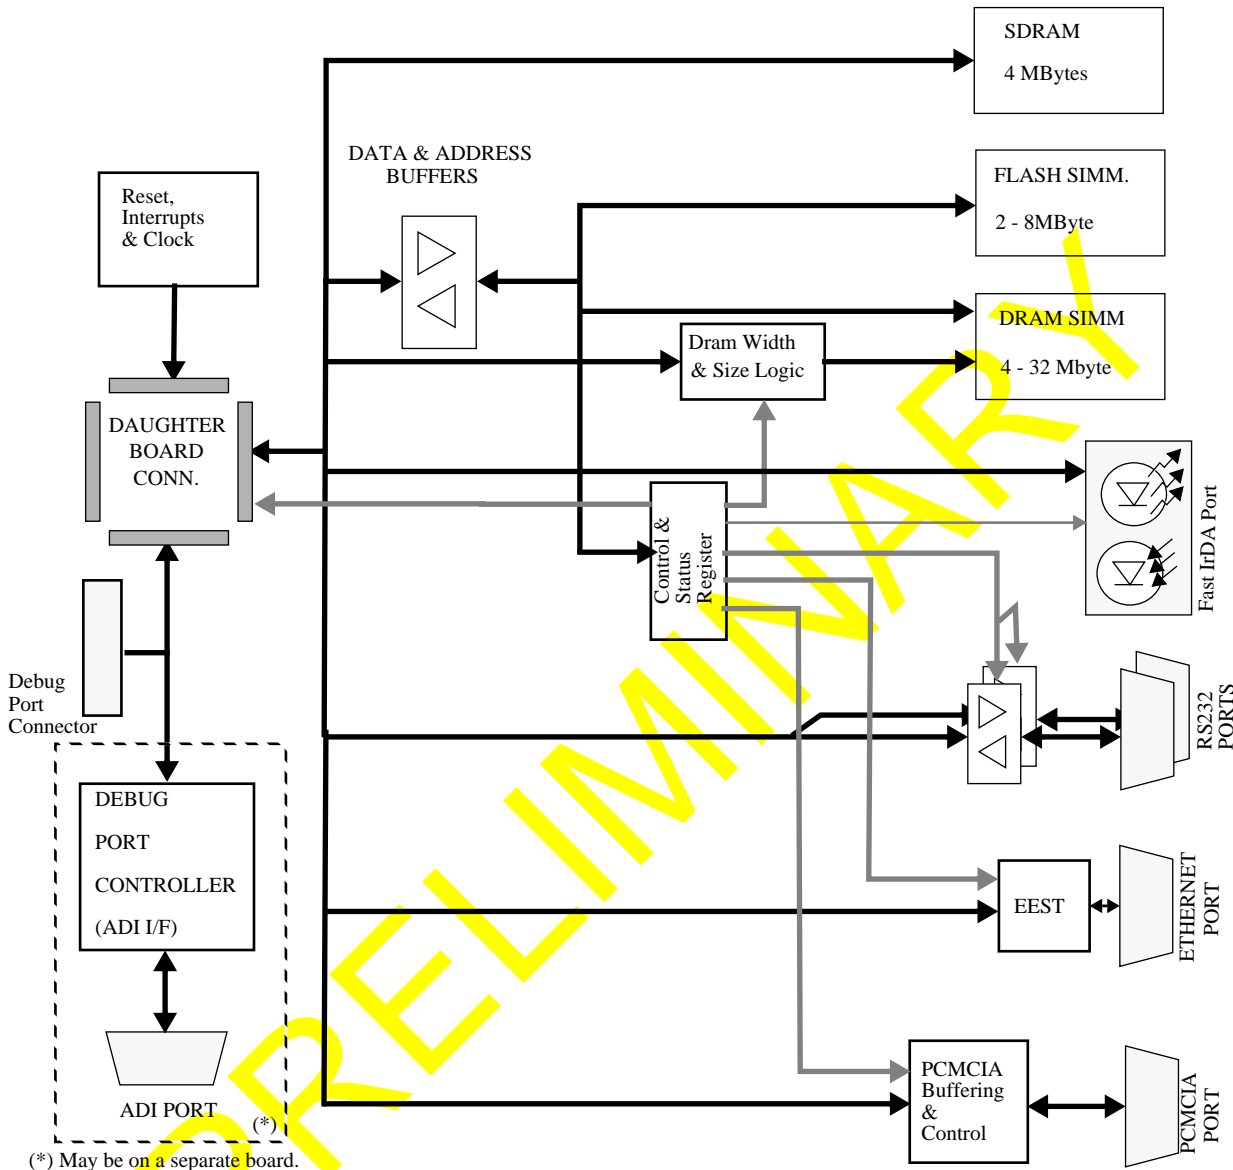 SDRAM
4 MBytes
DATA & ADDRESS
BUFFERS
FLASH SIMM.
2 - 8MByte
Reset,
Interrupts
& Clock
DRAM SIMM
4 - 32 Mbyte
Dram Width
& Size Logic
DAUGHTER
BOARD
CONN.
Control &
Status
Register
Fast IrDA Port
Debug
Port
Connector
RS232
PORTS
DEBUG
PORT
CONTROLLER
(ADI I/F)
EEST
ETHERNET
PORT
ADI PORT
(*)
PCMCIA
Buffering
&
Control
PCMCIA
PORT
(*) May be on a separate board.
PRELIMINARY